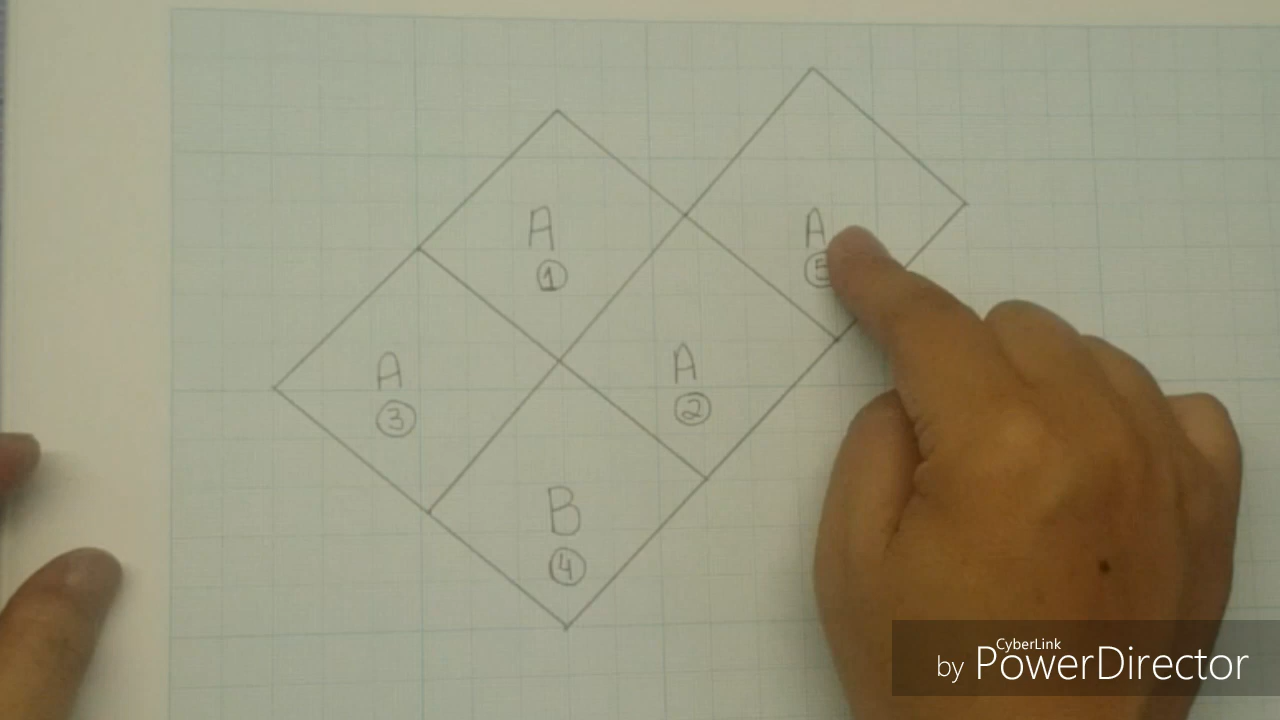 A
①
A
⑤
A
③
A
②
B
④
CyberLink
by PowerDirector